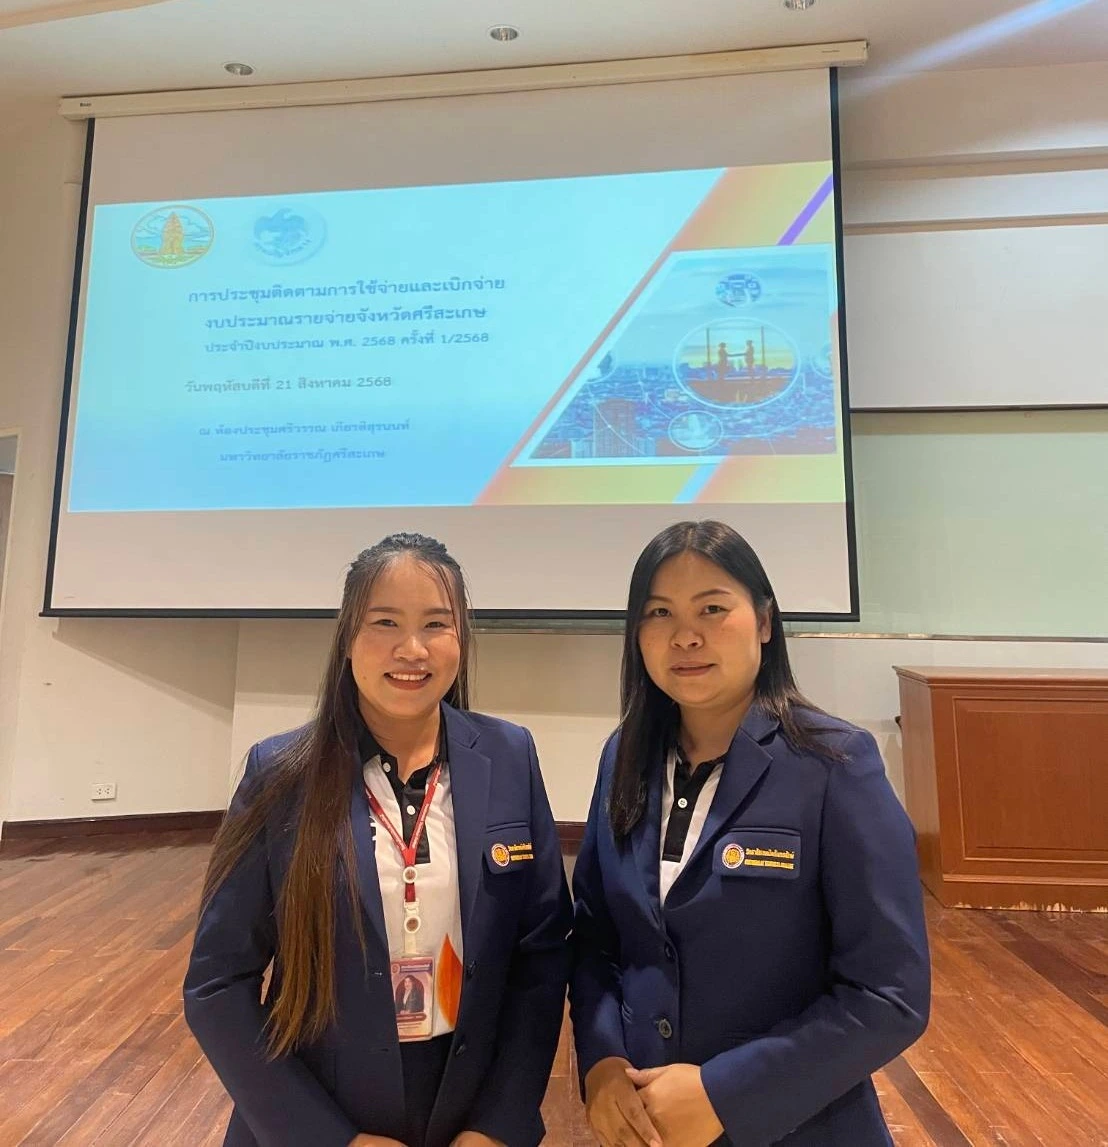 การประชุมติดตามการใช้จ่ายและเบิกจ่าย
งบประมาณรายจ่ายจังหวัดศรีสะเกษ
ประจำปีงบประมาณ พ.ศ. 2568 ครั้งที่ 1/2568
วันพฤหัสบดีที่ 21 สิงหาคม 2568
ณ ห้องประชุมศรีวรรณ เกียรติสุรนนท์
มหาวิทยาลัยราชภัฏศรีสะเกษ